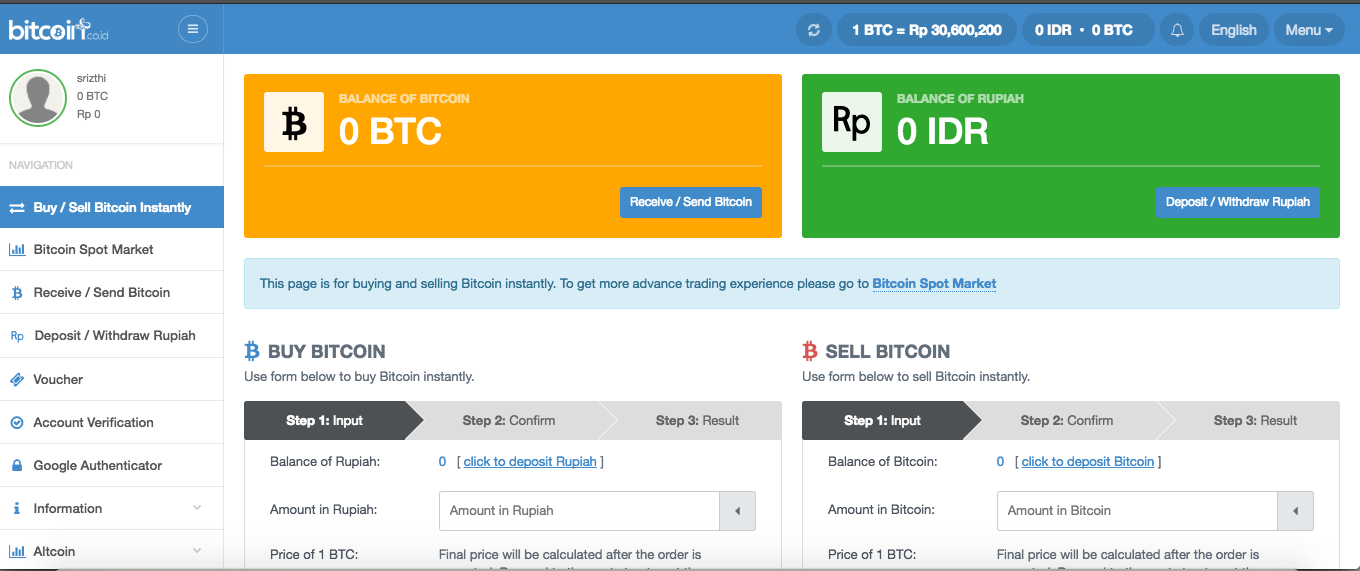 bitcoin.co.id
1 BTC = Rp 30,600,200
0 IDR • 0 BTC
English
Menu
srizthi
0 BTC
Rp 0
NAVIGATION
Buy / Sell Bitcoin Instantly
Bitcoin Spot Market
Receive / Send Bitcoin
Rp Deposit / Withdraw Rupiah
Voucher
Account Verification
Google Authenticator
Information
Altcoin
BALANCE OF BITCOIN
0 BTC
Receive / Send Bitcoin
Rp
BALANCE OF RUPIAH
0 IDR
Deposit / Withdraw Rupiah
This page is for buying and selling Bitcoin instantly. To get more advance trading experience please go to Bitcoin Spot Market
BUY BITCOIN
Use form below to buy Bitcoin instantly.
Step 1: Input
Step 2: Confirm
Step 3: Result
Balance of Rupiah:
0 [ click to deposit Rupiah ]
Amount in Rupiah:
Amount in Rupiah
Price of 1 BTC:
Final price will be calculated after the order is
SELL BITCOIN
Use form below to sell Bitcoin instantly.
Step 1: Input
Step 2: Confirm
Step 3: Result
Balance of Bitcoin:
0 [ click to deposit Bitcoin ]
Amount in Bitcoin:
Amount in Bitcoin
Price of 1 BTC:
Final price will be calculated after the order is